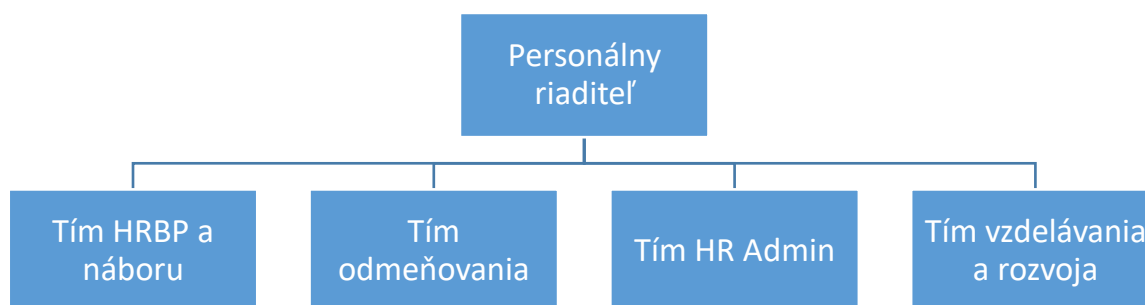 Personálny
riaditeľ
Tím HRBP a
náboru
Tím
odmeňovania
Tím HR Admin
Tím vzdelávania
a rozvoja